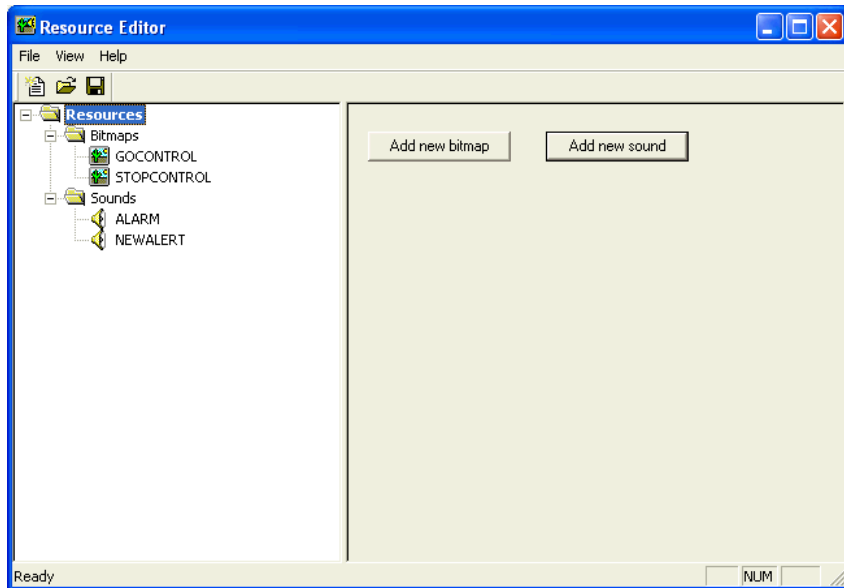 Resource Editor
File View Help
Resources
Bitmaps
GOCONTROL
STOPCONTROL
Sounds
ALARM
NEWALERT
Add new bitmap Add new sound
Ready NUM